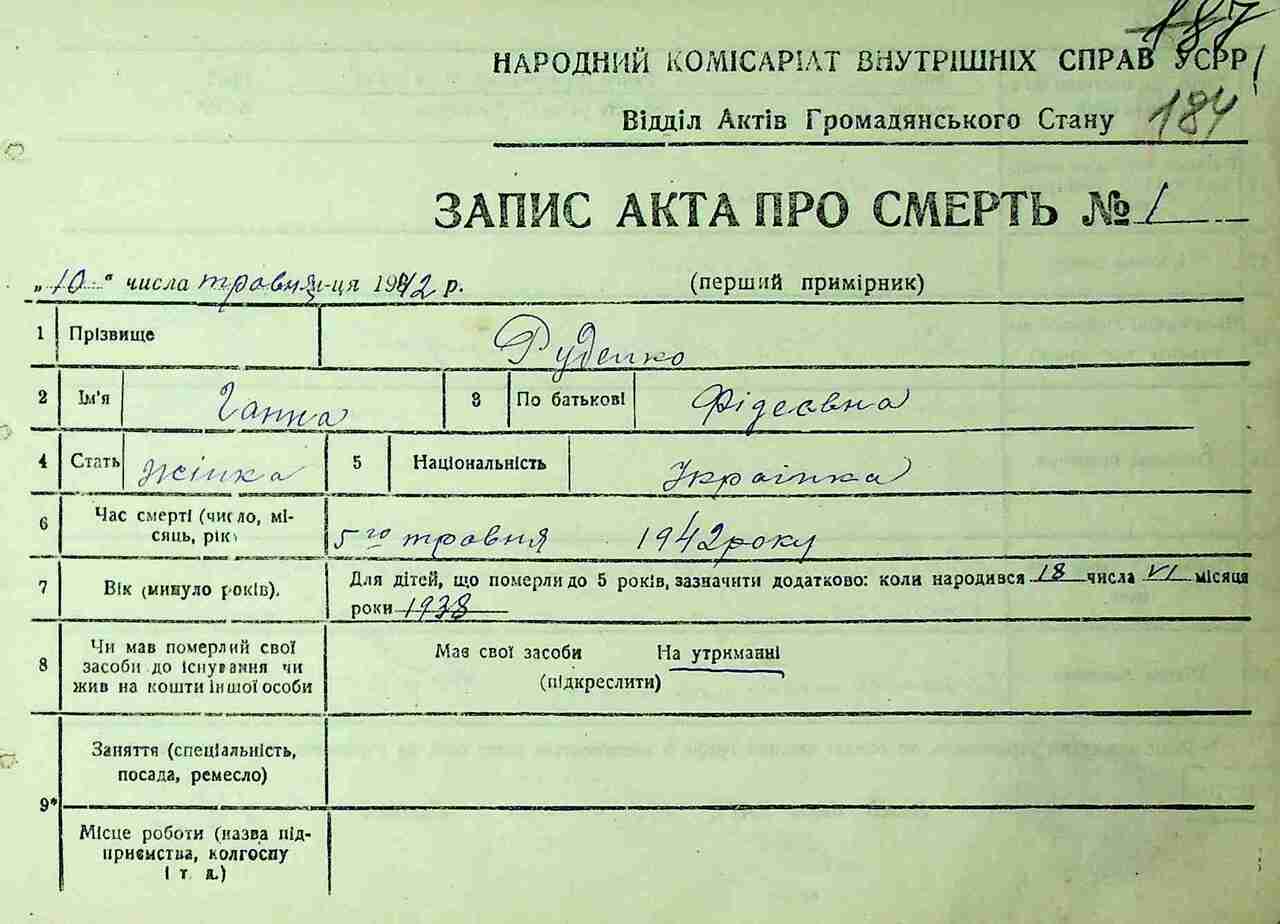 187
НАРОДНИЙ КОМІСАРІАТ ВНУТРІШНІХ СПРАВ УСРР
Відділ Актів Громадянського Стану 184
ЗАПИС АКТА ПРО СМЕРТЬ № 1
„10“ числа травня м-ця 1942 р. (перший примірник)
1 Прізвище Руденко
2 Ім’я Ганна 3 По батькові Фідеовна
4 Стать жінка 5 Національність Українка
6 Час смерті (число, мі-
сяць, рік) 5го травня 1942 року
7 Вік (минуло років). Для дітей, що померли до 5 років, зазначити додатково: коли народився 18 числа VI місяця
роки 1938
8 Чи мав померлий свої
засоби до існування чи
жив на кошти іншої особи
Мав свої засоби На утриманні
(підкреслити)
9* Заняття (спеціальність,
посада, ремесло)
Місце роботи (назва під-
приємства, колгоспу
і т. д.)